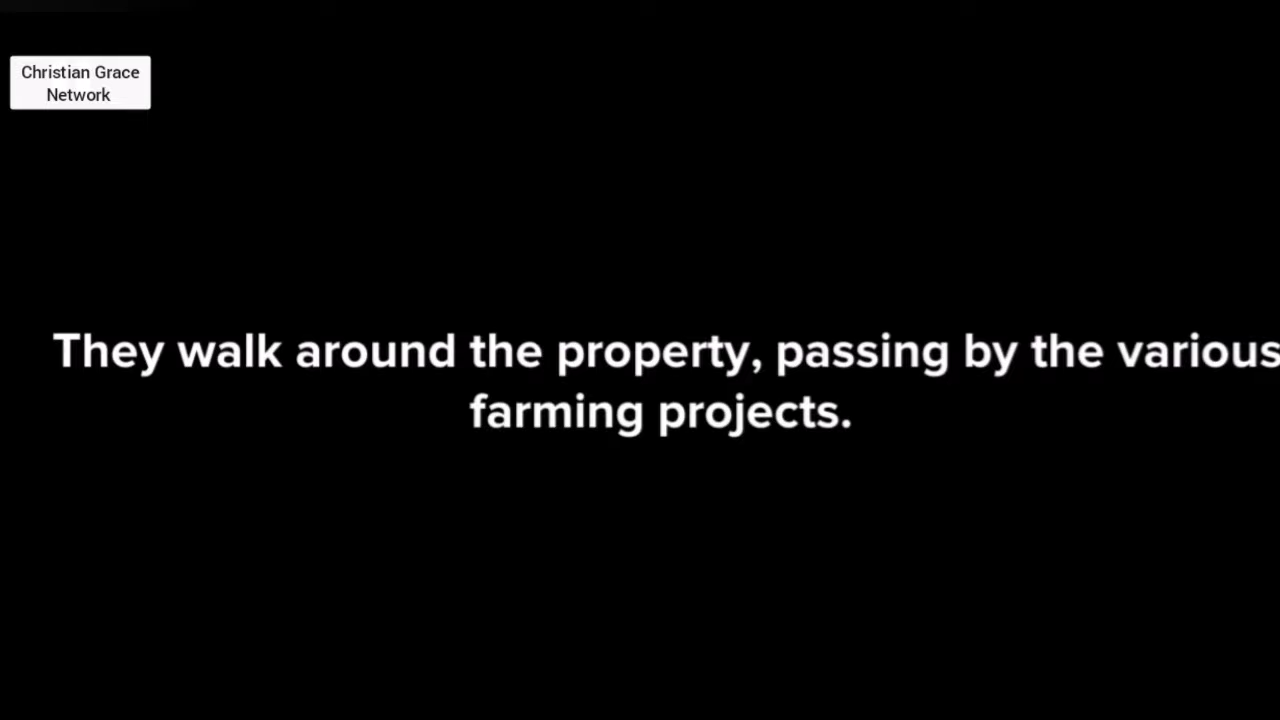 Christian Grace
Network
They walk around the property, passing by the various
farming projects.